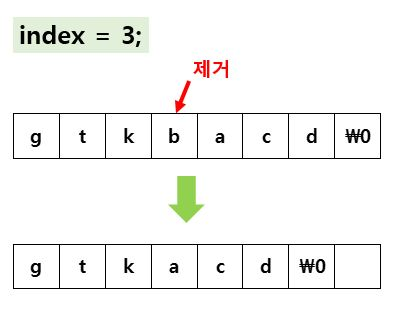 index = 3;
제거
g t k b a c d ₩0
g t k a c d ₩0